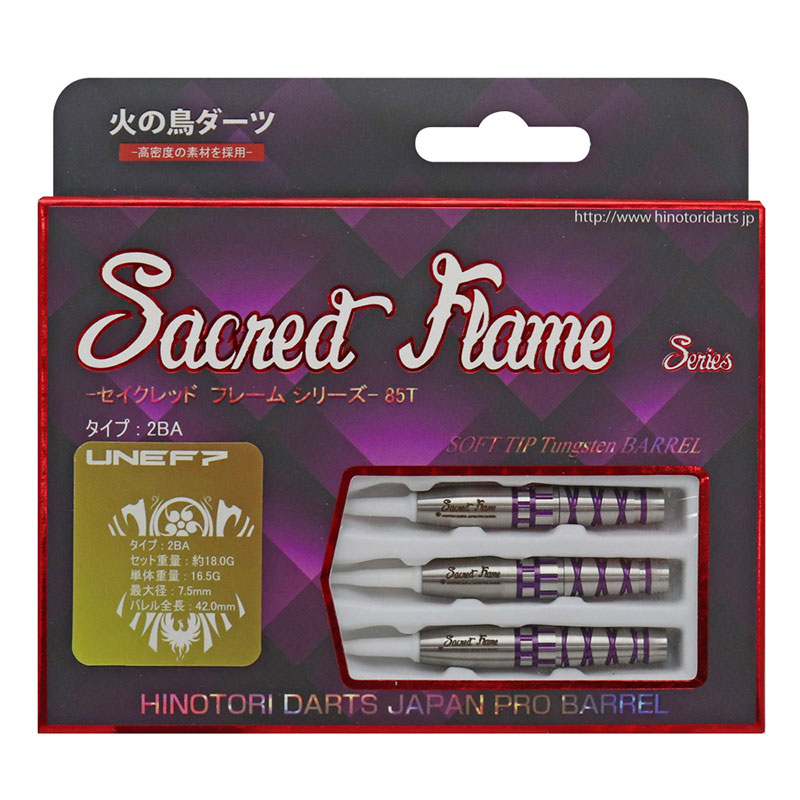 火の鳥ダーツ
-高密度の素材を採用-
http://www.hinotoridarts.jp
Sacred Flame
Series
-セイクレッド フレーム シリーズ- 85T
タイプ : 2BA
SOFT TIP Tungsten BARREL
UNEF7
タイプ : 2BA
セット重量 : 約18.0G
単体重量 : 16.5G
最大径 : 7.5mm
バレル全長 : 42.0mm
Sacred Flame
Sacred Flame
Sacred Flame
HINOTORI DARTS JAPAN PRO BARREL